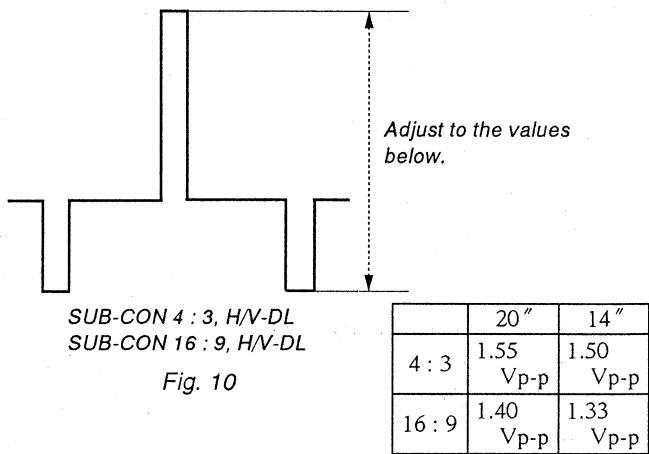 Adjust to the values
below.
SUB-CON 4 : 3, H/V-DL
SUB-CON 16 : 9, H/V-DL
Fig. 10
20″ 14″
4 : 3 1.55 Vp-p 1.50 Vp-p
16 : 9 1.40 Vp-p 1.33 Vp-p